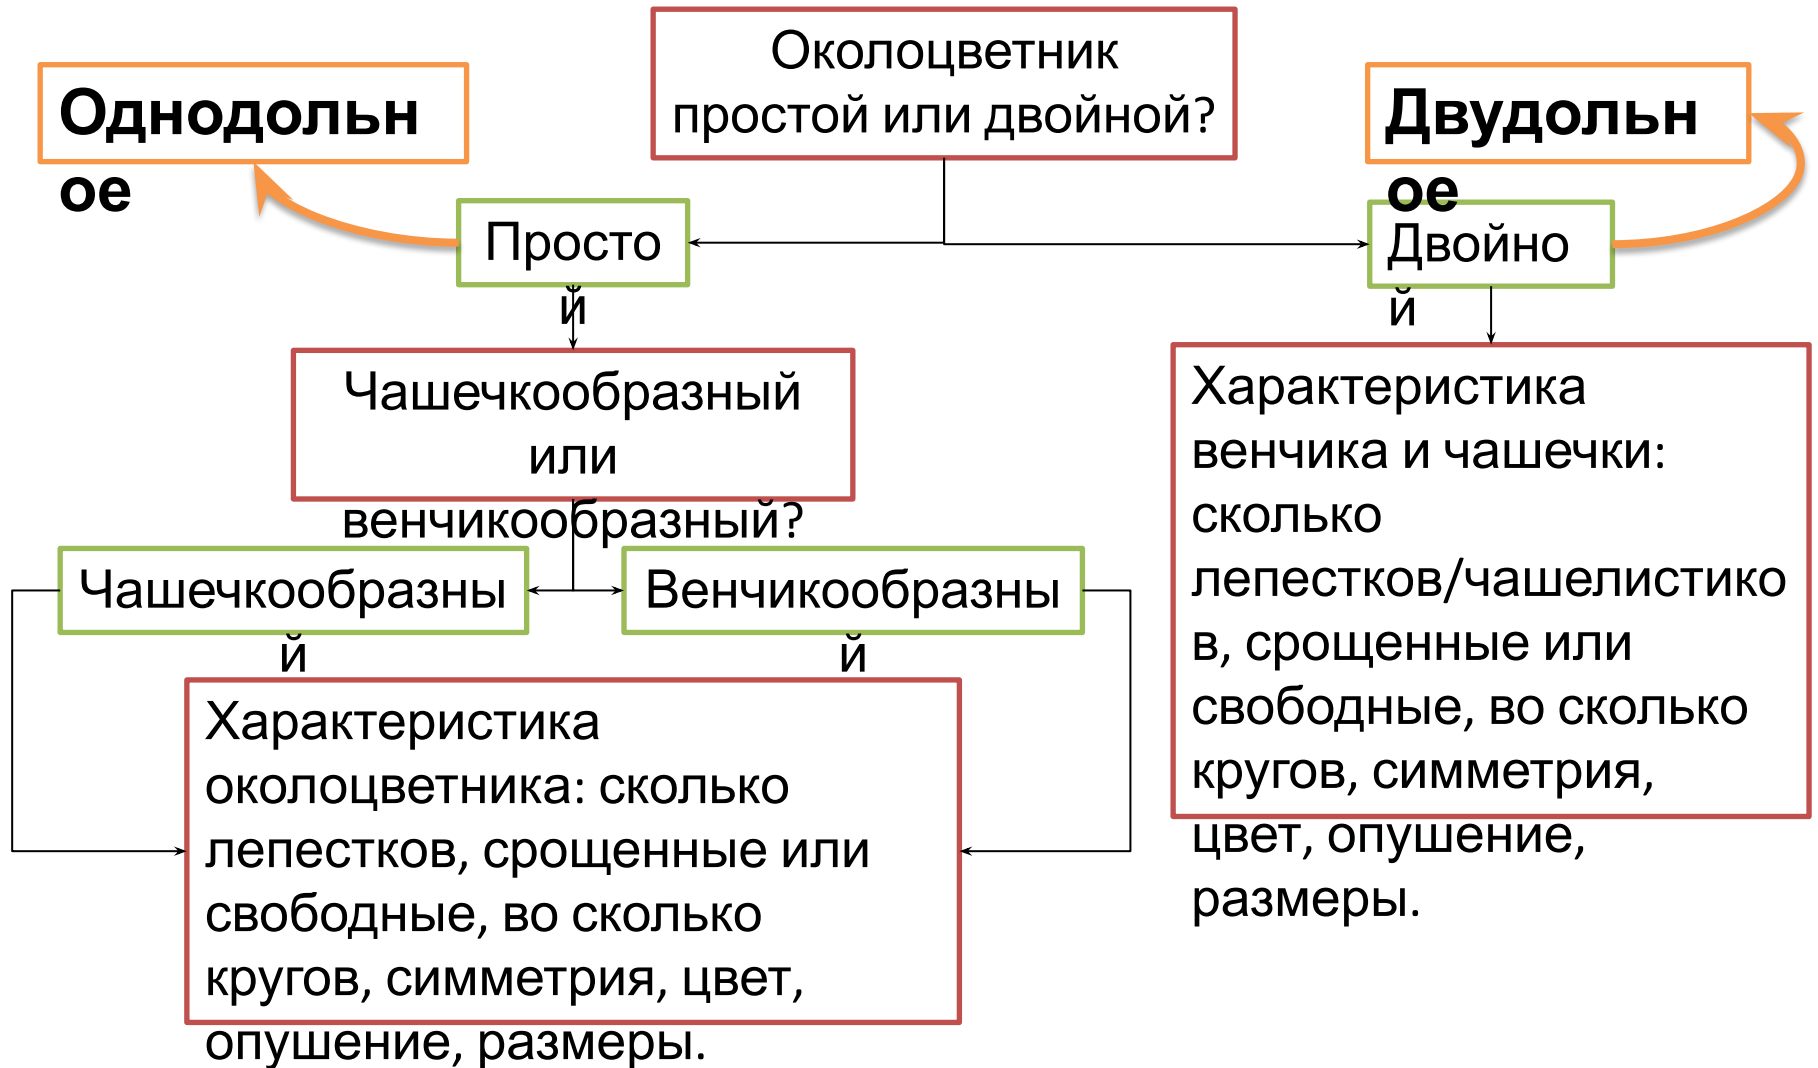 Околоцветник
простой или двойной?
Однодольн
ое
Двудольн
ое
Просто
й
Двойно
й
Чашечкообразный
или
венчикообразный?
Чашечкообразны
й
Венчикообразны
й
Характеристика
околоцветника: сколько
лепестков, срощенные или
свободные, во сколько
кругов, симметрия, цвет,
опушение, размеры.
Характеристика
венчика и чашечки:
сколько
лепестков/чашелистико
в, срощенные или
свободные, во сколько
кругов, симметрия,
цвет, опушение,
размеры.